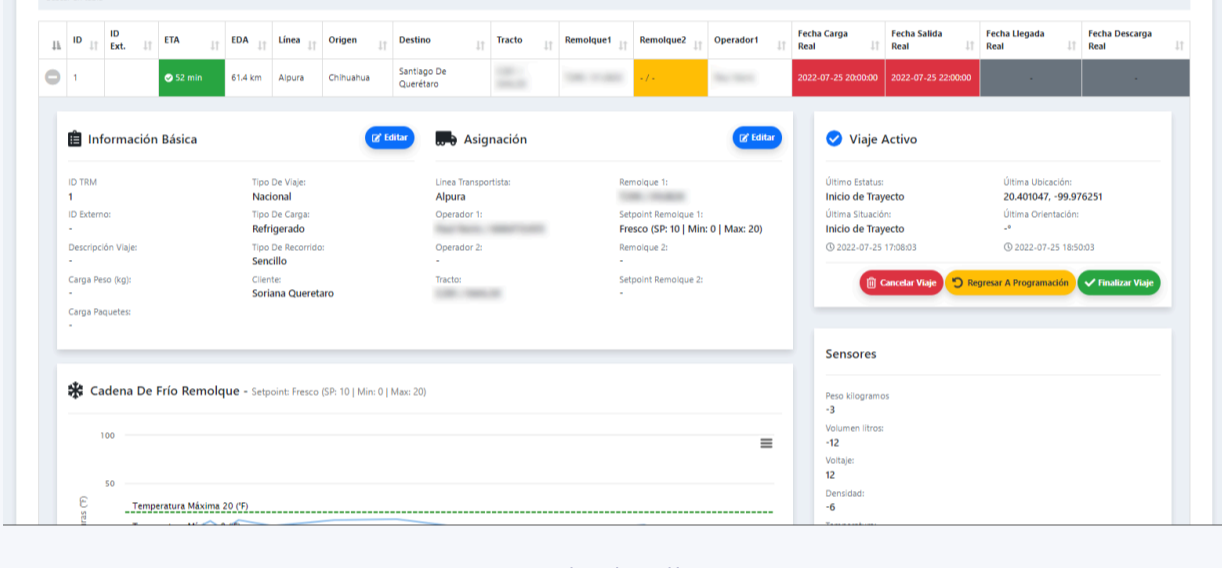 ID
ID Ext.
ETA
EDA
Línea
Origen
Destino
Tracto
Remolque1
Remolque2
Operador1
Fecha Carga Real
Fecha Salida Real
Fecha Llegada Real
Fecha Descarga Real
1
52 min
61.4 km
Alpura
Chihuahua
Santiago De Querétaro
- / -
2022-07-25 20:00:00
2022-07-25 22:00:00
-
-
Información Básica
Editar
ID TRM
1
Tipo De Viaje:
Nacional
ID Externo:
-
Tipo De Carga:
Refrigerado
Descripción Viaje:
-
Tipo De Recorrido:
Sencillo
Carga Peso (kg):
-
Cliente:
Soriana Queretaro
Carga Paquetes:
-
Asignación
Editar
Linea Transportista:
Alpura
Remolque 1:
Operador 1:
Setpoint Remolque 1:
Fresco (SP: 10 | Min: 0 | Max: 20)
Operador 2:
-
Remolque 2:
-
Tracto:
Setpoint Remolque 2:
-
Viaje Activo
Último Estatus:
Inicio de Trayecto
Última Ubicación:
20.401047, -99.976251
Última Situación:
Inicio de Trayecto
Última Orientación:
-°
2022-07-25 17:08:03
2022-07-25 18:50:03
Cancelar Viaje
Regresar A Programación
Finalizar Viaje
Cadena De Frío Remolque - Setpoint: Fresco (SP: 10 | Min: 0 | Max: 20)
100
50
Temperatura Máxima 20 (°F)
Sensores
Peso kilogramos
-3
Volumen litros:
-12
Voltaje:
12
Densidad:
-6